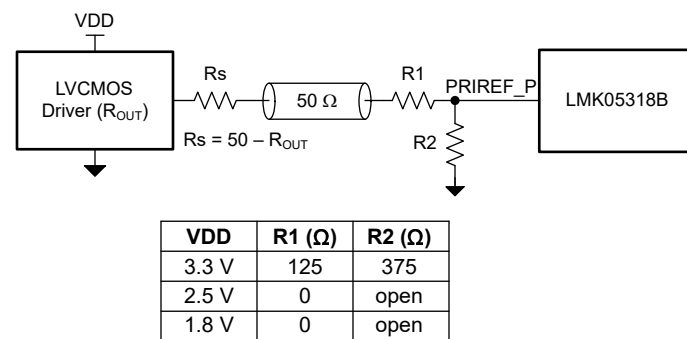 VDD
LVCMOS
Driver (ROUT)
Rs
50 Ω
R1
PRIREF_P
LMK05318B
Rs = 50 – ROUT
R2
VDD R1 (Ω) R2 (Ω)
3.3 V 125 375
2.5 V 0 open
1.8 V 0 open